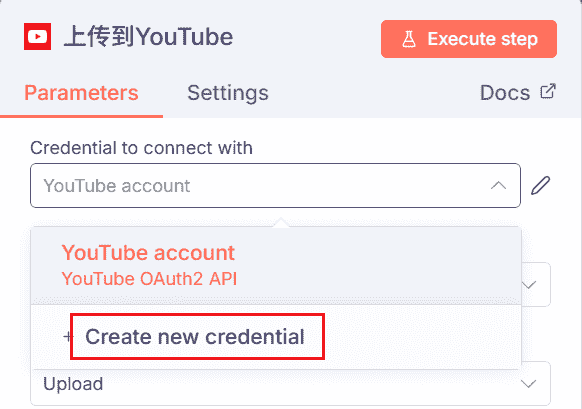 上传到YouTube
Execute step
Parameters
Settings
Docs
Credential to connect with
YouTube account
YouTube account
YouTube OAuth2 API
+ Create new credential
Upload